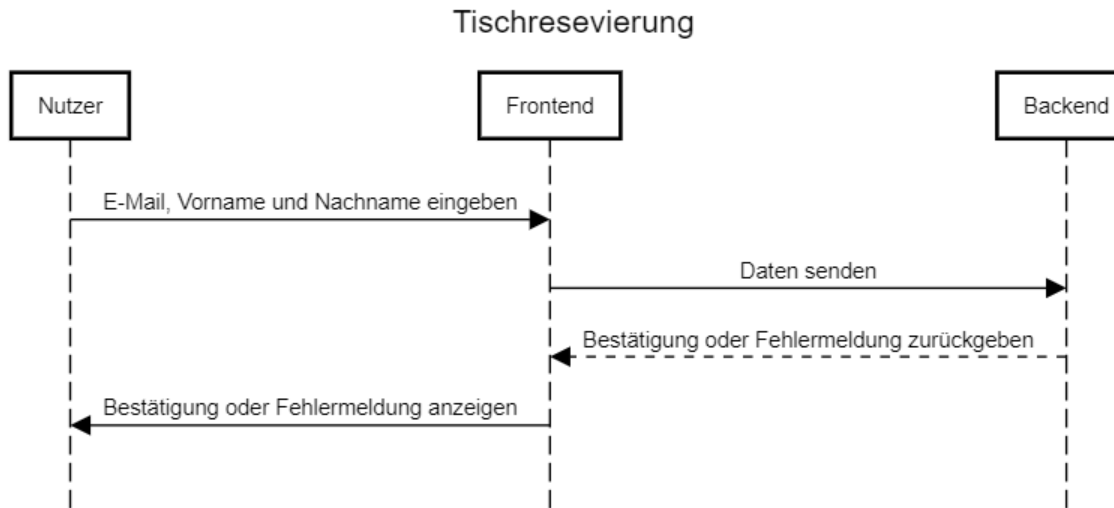 Tischresevierung
Nutzer
Frontend
Backend
E-Mail, Vorname und Nachname eingeben
Daten senden
Bestätigung oder Fehlermeldung zurückgeben
Bestätigung oder Fehlermeldung anzeigen